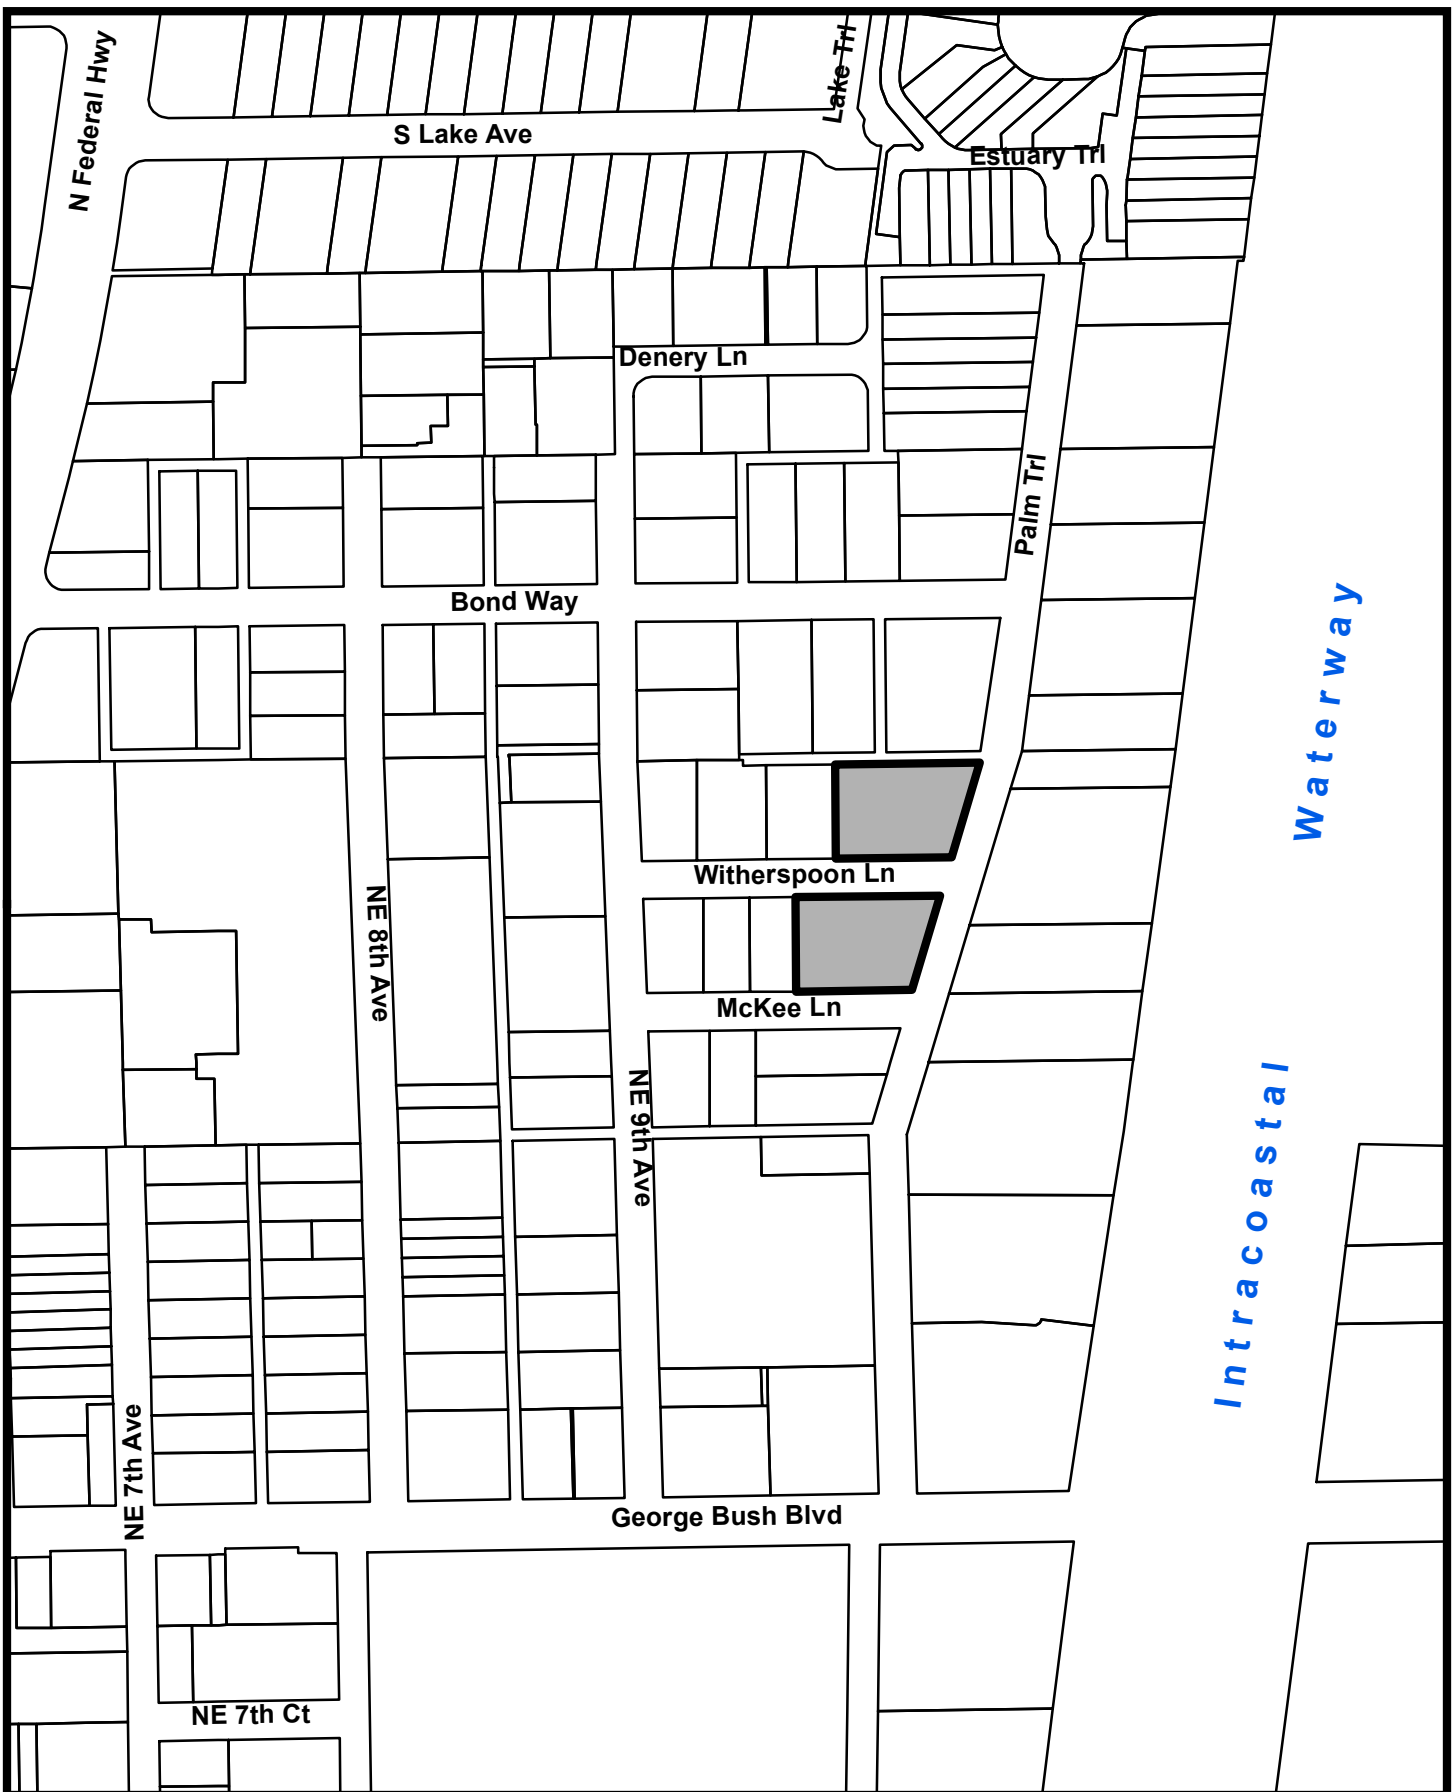 N Federal Hwy
S Lake Ave
Lake Trl
Estuary Trl
Denery Ln
Palm Trl
Bond Way
Waterway
Witherspoon Ln
NE 8th Ave
McKee Ln
NE 9th Ave
Intracoastal
NE 7th Ave
George Bush Blvd
NE 7th Ct